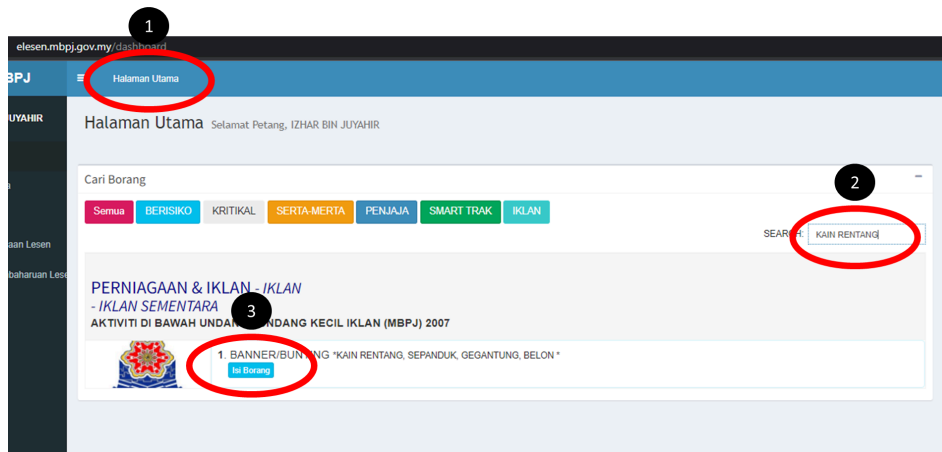 1
elesen.mbpj.gov.my/dashboard
BPJ
Halaman Utama
JUYAHIR
Halaman Utama Selamat Petang, IZHAR BIN JUYAHIR
Cari Borang
2
Semua BERISIKO KRITIKAL SERTA-MERTA PENJAJA SMART TRAK IKLAN
SEARCH: KAIN RENTANG
aan Lesen
baharuan Lese
PERNIAGAAN & IKLAN - IKLAN
- IKLAN SEMENTARA
3
AKTIVITI DI BAWAH UNDANG-UNDANG KECIL IKLAN (MBPJ) 2007
1. BANNER/BUNTING "KAIN RENTANG, SEPANDUK, GEGANTUNG, BELON "
Isi Borang